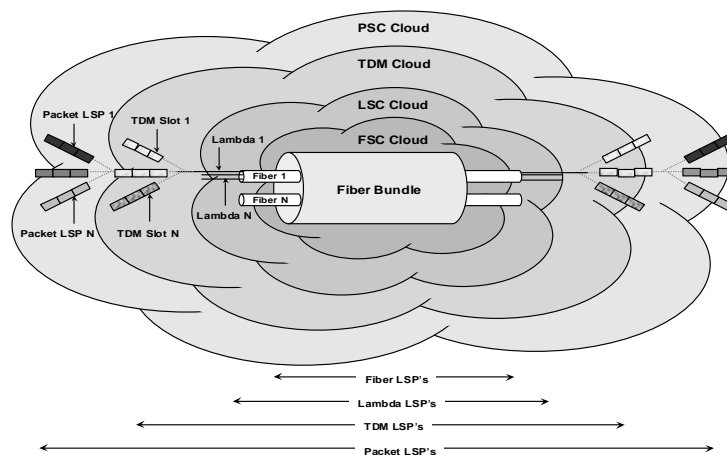 PSC Cloud
TDM Cloud
LSC Cloud
FSC Cloud
Packet LSP 1
TDM Slot 1
Lambda 1
Fiber 1
Fiber Bundle
Fiber N
Lambda N
Packet LSP N
TDM Slot N
Fiber LSP's
Lambda LSP's
TDM LSP's
Packet LSP's